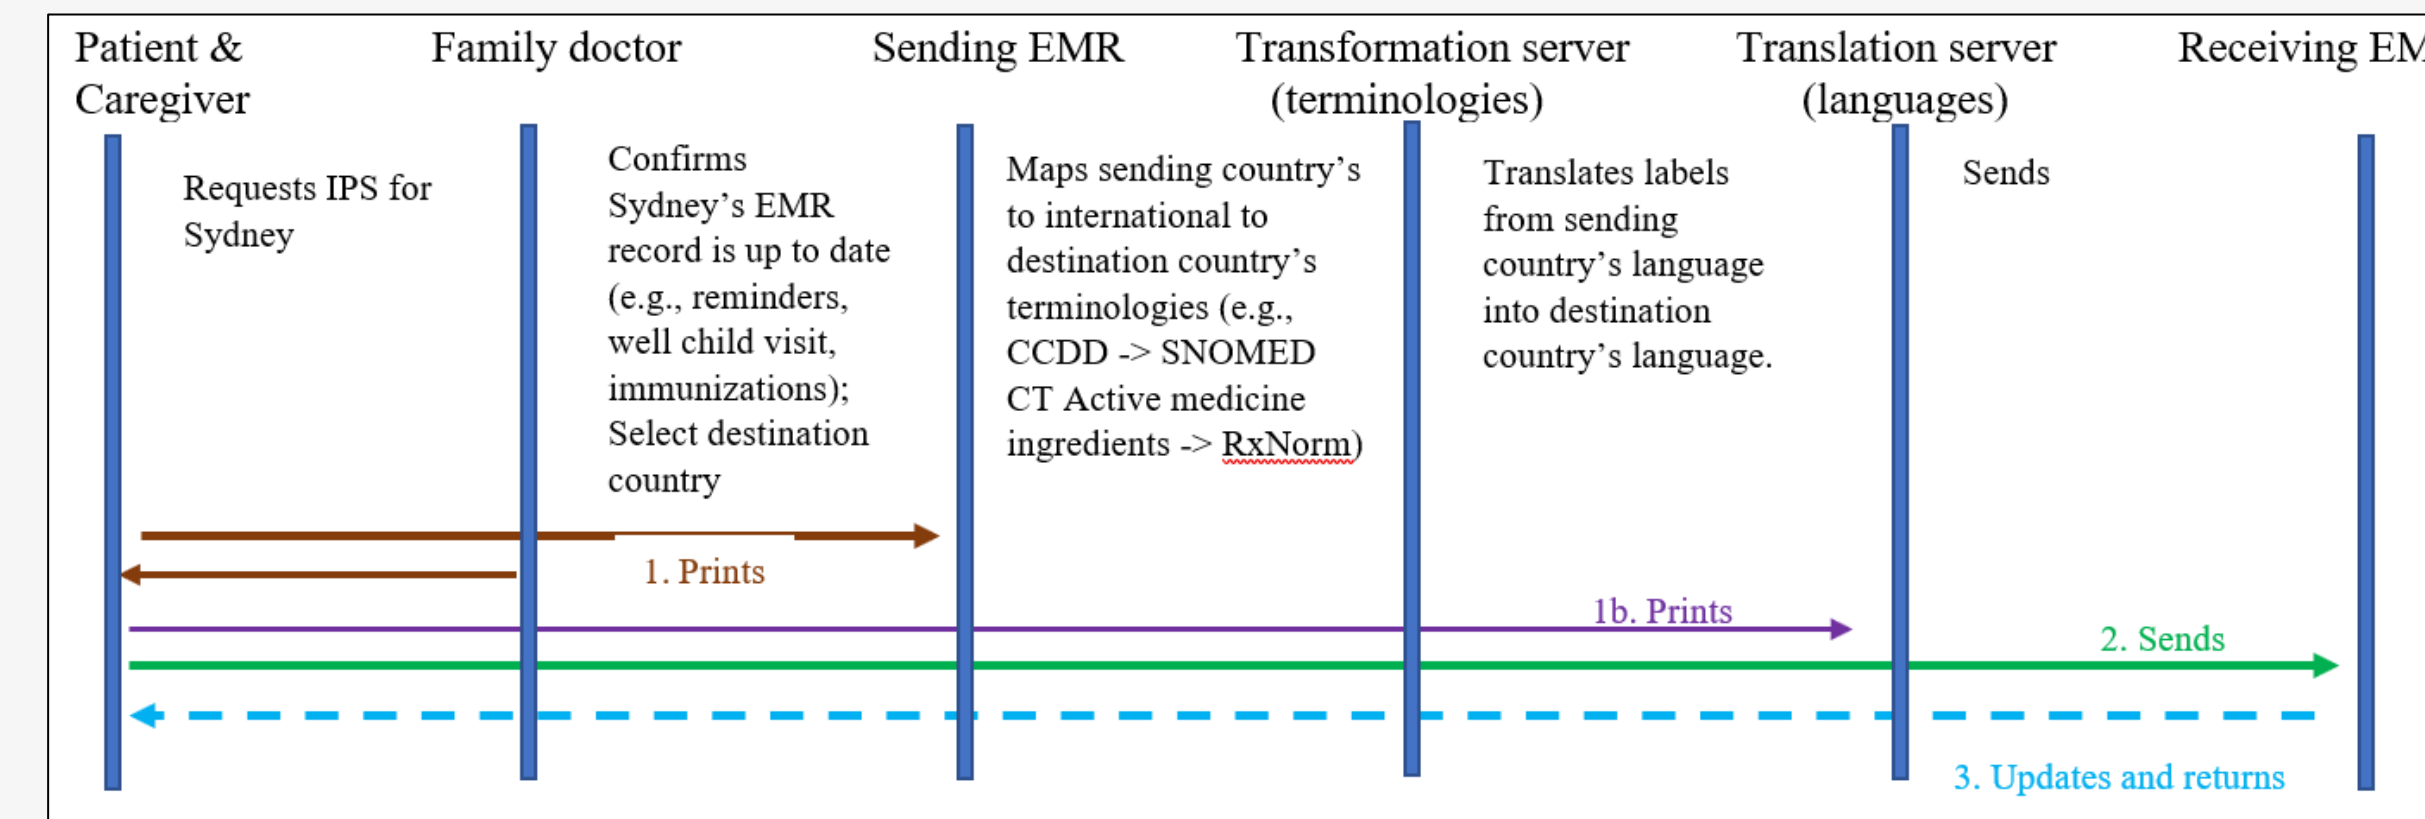 Patient &
Caregiver
Family doctor
Sending EMR
Transformation server
(terminologies)
Translation server
(languages)
Receiving EM
Requests IPS for
Sydney
Confirms
Sydney’s EMR
record is up to date
(e.g., reminders,
well child visit,
immunizations);
Select destination
country
Maps sending country’s
to international to
destination country’s
terminologies (e.g.,
CCDD -> SNOMED
CT Active medicine
ingredients -> RxNorm)
Translates labels
from sending
country’s language
into destination
country’s language.
Sends
1. Prints
1b. Prints
2. Sends
3. Updates and returns